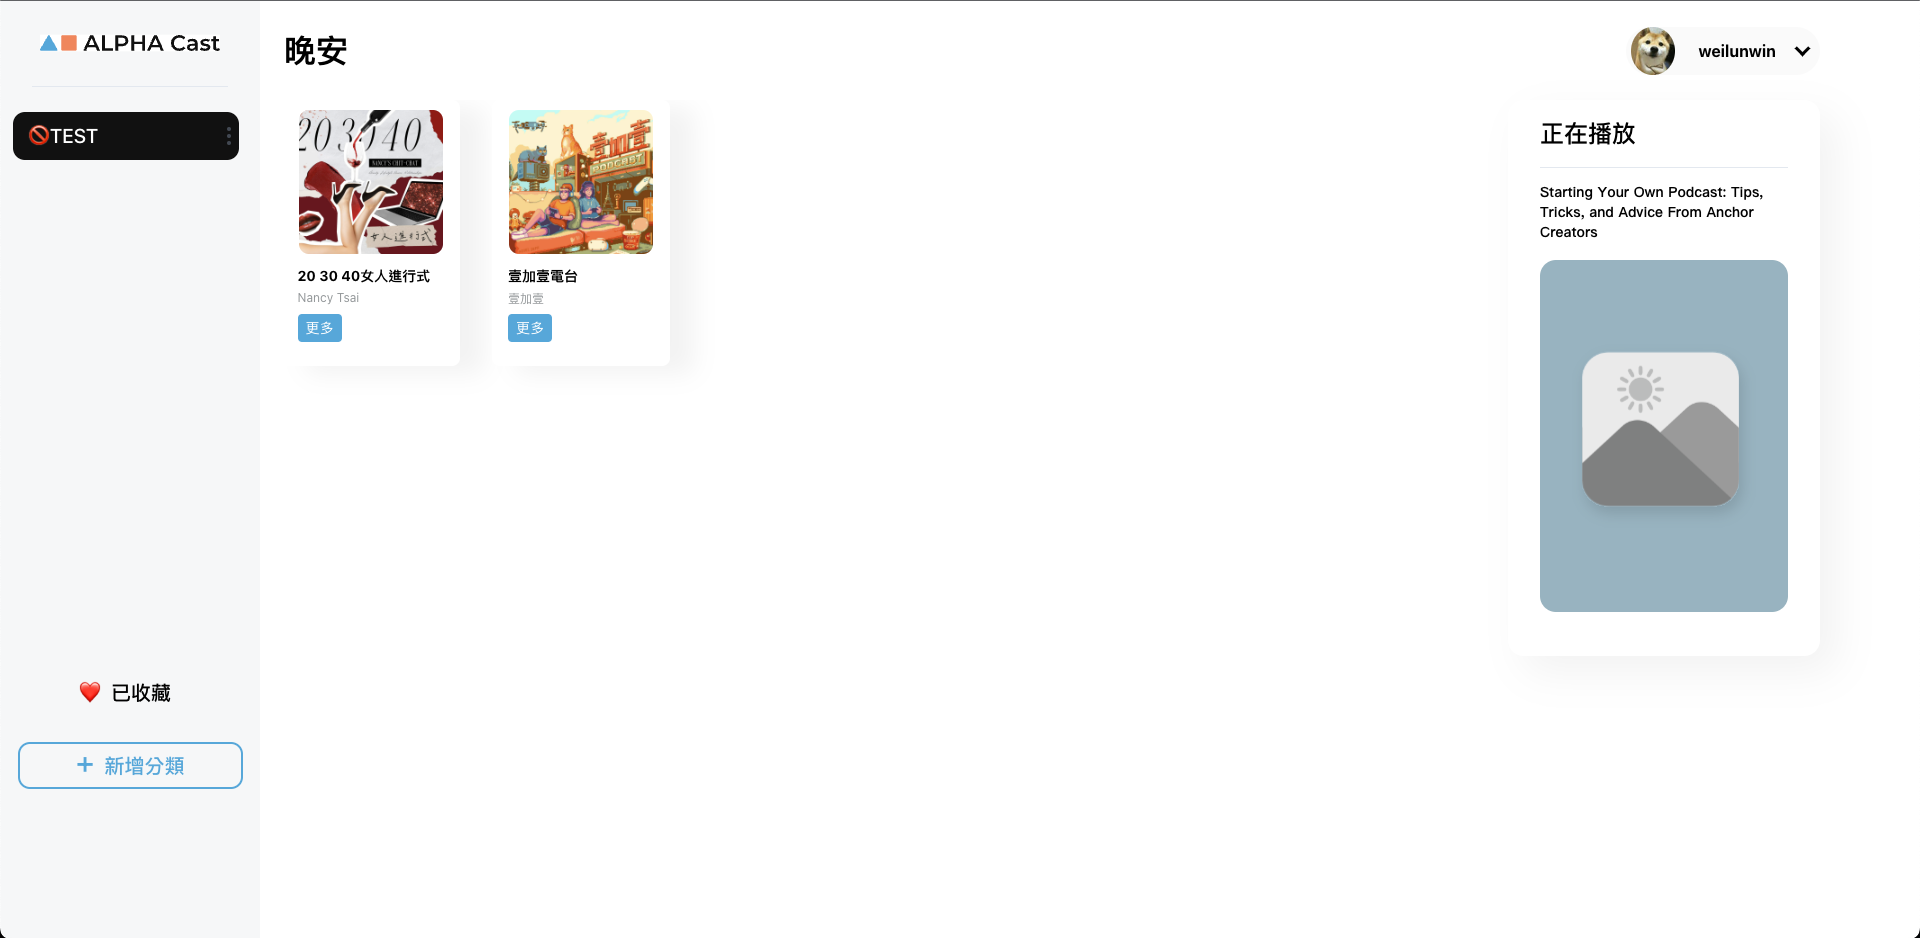 ALPHA Cast
🚫TEST
❤️ 已收藏
+ 新增分類
晚安
weilunwin
20 30 40
NANCY'S CHIT CHAT
女人進行式
20 30 40女人進行式
Nancy Tsai
更多
壹加壹
PODCAST
壹加壹電台
壹加壹
更多
正在播放
Starting Your Own Podcast: Tips,
Tricks, and Advice From Anchor
Creators